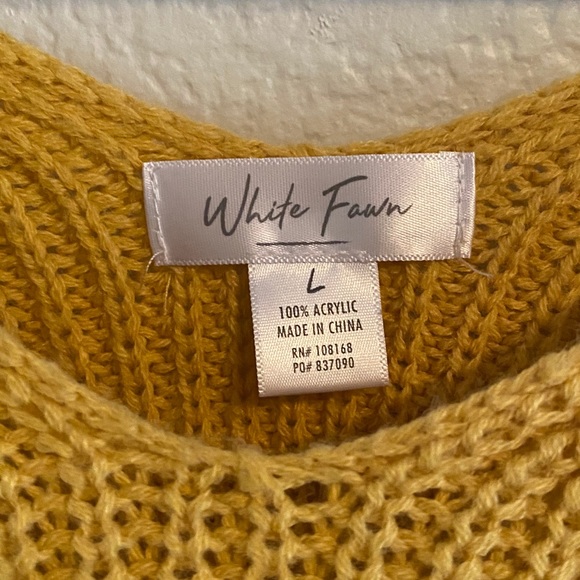 White Fawn
L
100% ACRYLIC
MADE IN CHINA
RN# 108168
PO# 837090